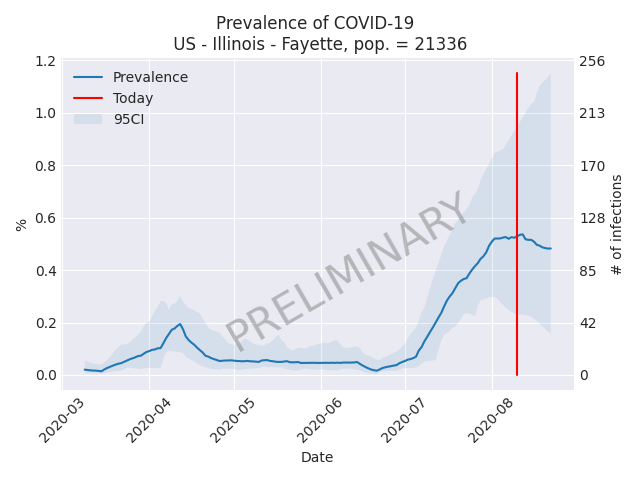 Prevalence of COVID-19
US - Illinois - Fayette, pop. = 21336
1.2
1.0
0.8
0.6
0.4
0.2
0.0
%
256
213
170
128
85
42
0
# of infections
Prevalence
Today
95CI
PRELIMINARY
2020-03
2020-04
2020-05
2020-06
2020-07
2020-08
Date